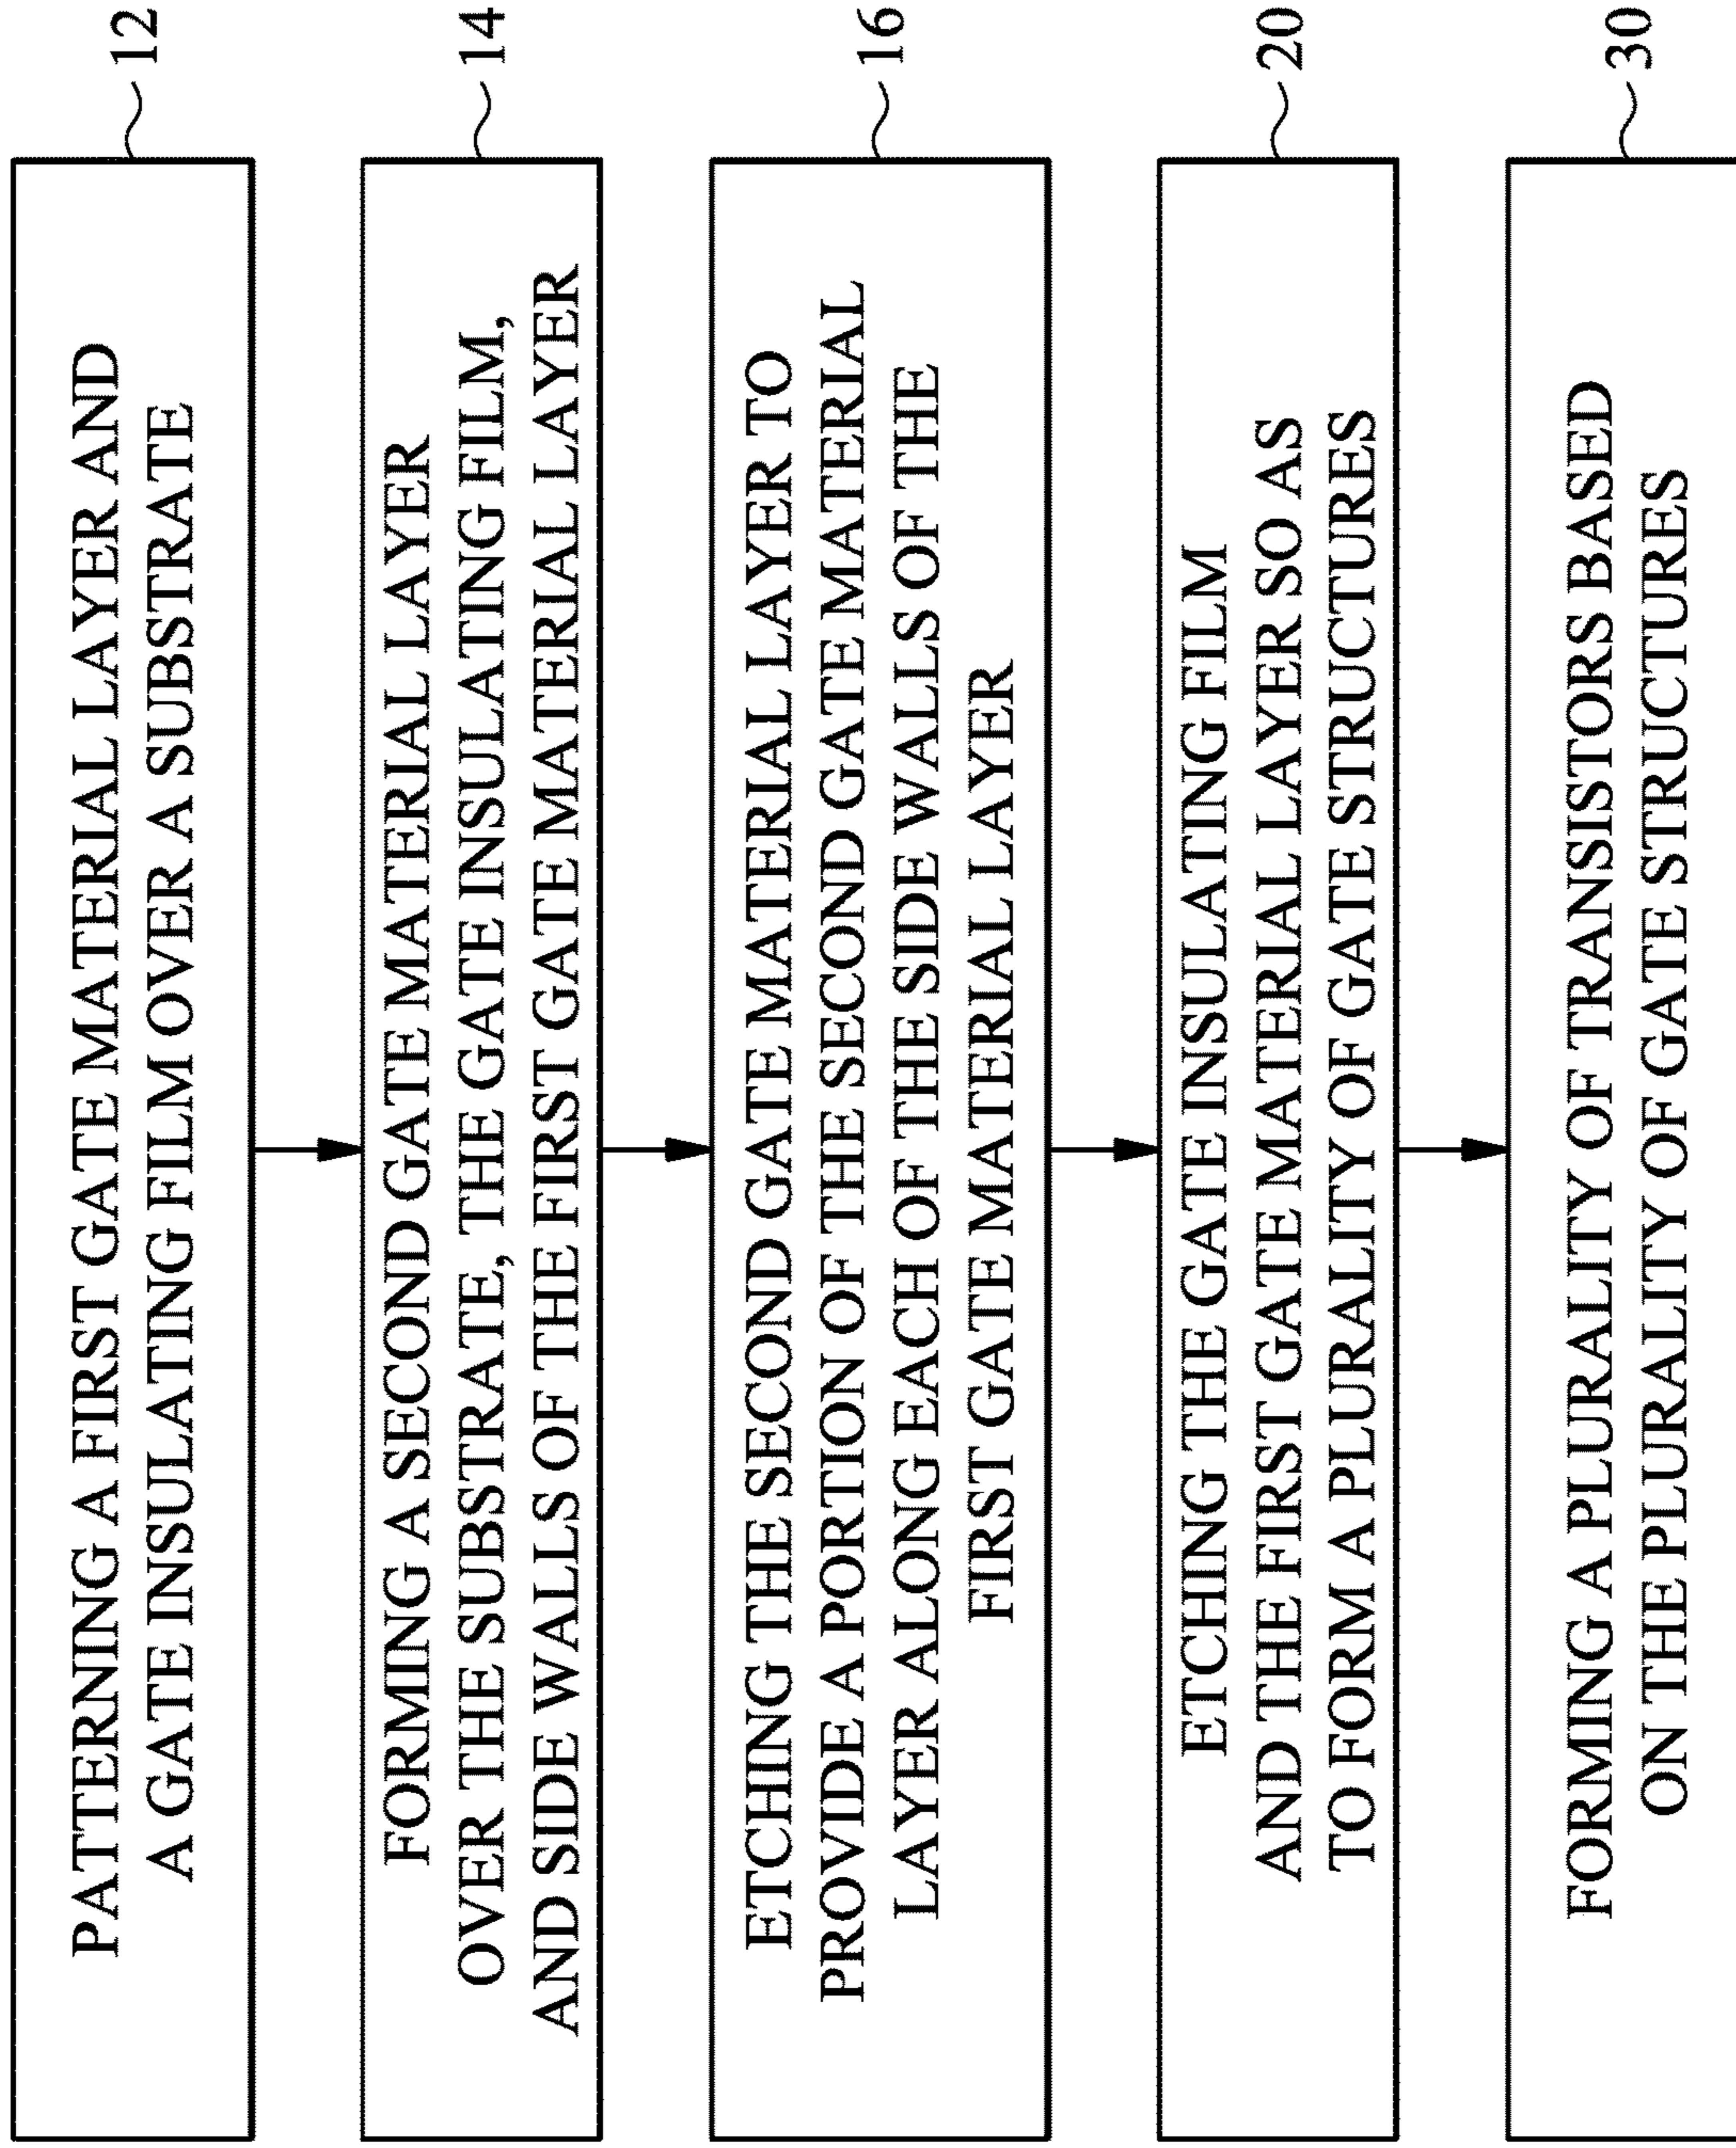 PATTERNING A FIRST GATE MATERIAL LAYER AND
A GATE INSULATING FILM OVER A SUBSTRATE
12
FORMING A SECOND GATE MATERIAL LAYER
OVER THE SUBSTRATE, THE GATE INSULATING FILM,
AND SIDE WALLS OF THE FIRST GATE MATERIAL LAYER
14
ETCHING THE SECOND GATE MATERIAL LAYER TO
PROVIDE A PORTION OF THE SECOND GATE MATERIAL
LAYER ALONG EACH OF THE SIDE WALLS OF THE
FIRST GATE MATERIAL LAYER
16
ETCHING THE GATE INSULATING FILM
AND THE FIRST GATE MATERIAL LAYER SO AS
TO FORM A PLURALITY OF GATE STRUCTURES
20
FORMING A PLURALITY OF TRANSISTORS BASED
ON THE PLURALITY OF GATE STRUCTURES
30